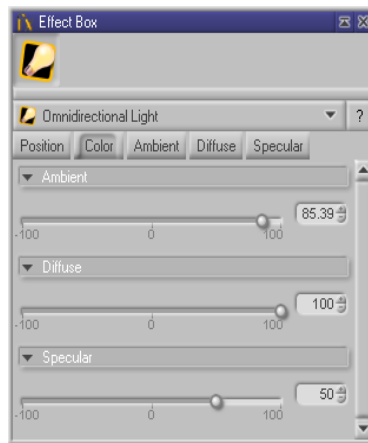 Effect Box
Omnidirectional Light ?
Position Color Ambient Diffuse Specular
Ambient
85.39
-100 0 100
Diffuse
100
-100 0 100
Specular
50
-100 0 100